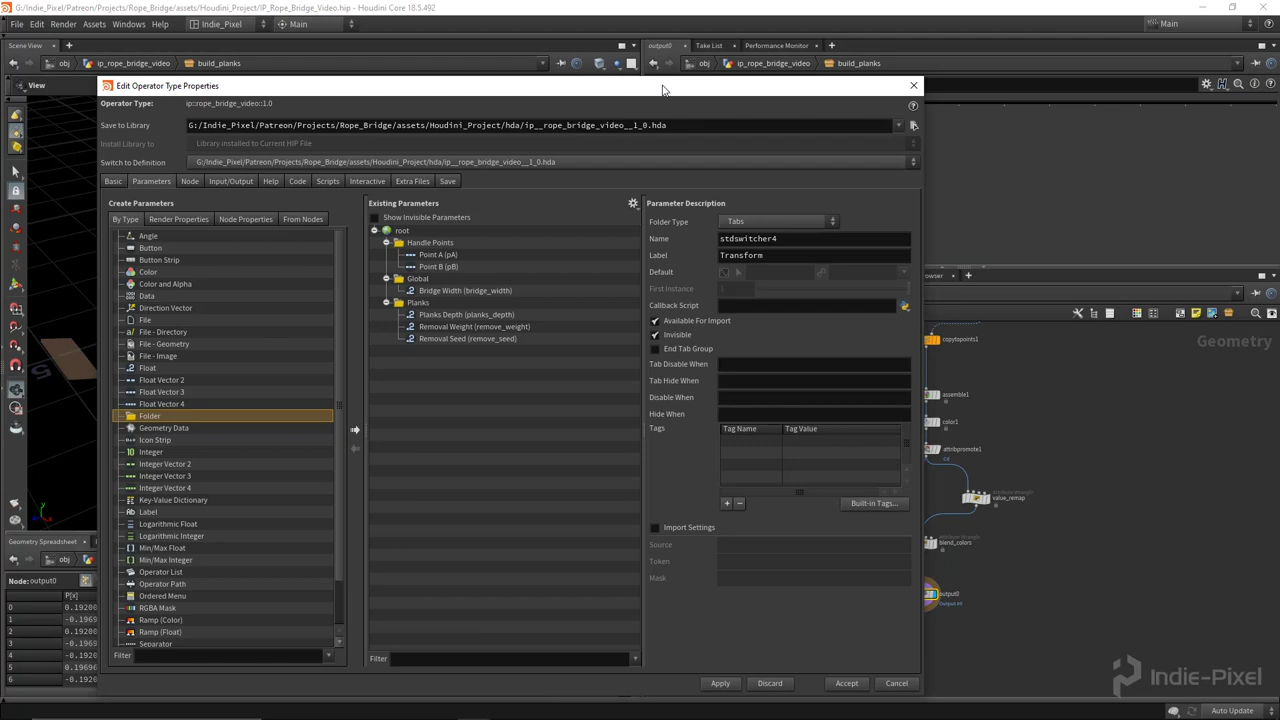 G:/Indie_Pixel/Patreon/Projects/Rope_Bridge/assets/Houdini_Project/IP_Rope_Bridge_Video.hip - Houdini Core 18.5.492
File Edit Render Assets Windows Help Indie_Pixel Main Main
Scene View output0 Take List Performance Monitor
obj ip_rope_bridge_video build_planks obj ip_rope_bridge_video build_planks
View
Edit Operator Type Properties
Operator Type: ip::rope_bridge_video::1.0
Save to Library G:/Indie_Pixel/Patreon/Projects/Rope_Bridge/assets/Houdini_Project/hda/ip__rope_bridge_video__1_0.hda
Install Library to Library installed to Current HIP File
Switch to Definition G:/Indie_Pixel/Patreon/Projects/Rope_Bridge/assets/Houdini_Project/hda/ip__rope_bridge_video__1_0.hda
Basic Parameters Node Input/Output Help Code Scripts Interactive Extra Files Save
Create Parameters
By Type Render Properties Node Properties From Nodes
Angle
Button
Button Strip
Color
Color and Alpha
Data
Direction Vector
File
File - Directory
File - Geometry
File - Image
Float
Float Vector 2
Float Vector 3
Float Vector 4
Folder
Geometry Data
Icon Strip
Integer
Integer Vector 2
Integer Vector 3
Integer Vector 4
Key-Value Dictionary
Label
Logarithmic Float
Logarithmic Integer
Min/Max Float
Min/Max Integer
Operator List
Operator Path
Ordered Menu
RGBA Mask
Ramp (Color)
Ramp (Float)
Separator
Filter
Existing Parameters
Show Invisible Parameters
root
Handle Points
Point A (pA)
Point B (pB)
Global
Bridge Width (bridge_width)
Planks
Planks Depth (planks_depth)
Removal Weight (remove_weight)
Removal Seed (remove_seed)
Filter
Parameter Description
Folder Type Tabs
Name stdswitcher4
Label Transform
Default
First Instance 1
Callback Script
Available For Import
Invisible
End Tab Group
Tab Disable When
Tab Hide When
Disable When
Hide When
Tags Tag Name Tag Value
+ − Built-in Tags...
Import Settings
Source
Token
Mask
Apply Discard Accept Cancel
Geometry Spreadsheet
obj
Node: output0
P[x]
0 0.19200
1 -0.1969
2 -0.1920
3 0.19696
4 -0.1920
5 0.19696
6 -0.1920
rowser
Geometry
copytopoints1
assemble1
color1
attribpromote1
Cd
value_remap
blend_colors
output0
Output #0
Indie-Pixel
Auto Update